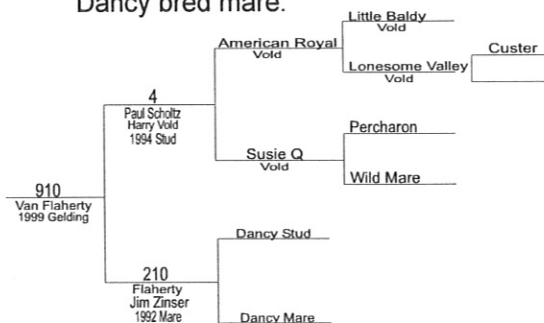 Dancy bred mare.
Little Baldy
Vold
American Royal
Vold
Custer
Lonesome Valley
Vold
4
Paul Scholtz
Harry Vold
1994 Stud
Percharon
Susie Q
Vold
Wild Mare
910
Van Flaherty
1999 Gelding
Dancy Stud
210
Flaherty
Jim Zinser
1992 Mare
Dancy Mare